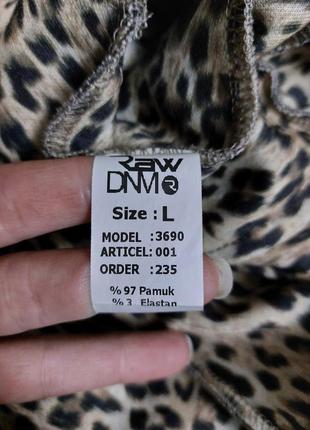 Raw
DNM R
Size : L
MODEL :3690
ARTICEL: 001
ORDER : 235
% 97 Pamuk
% 3 Elastan